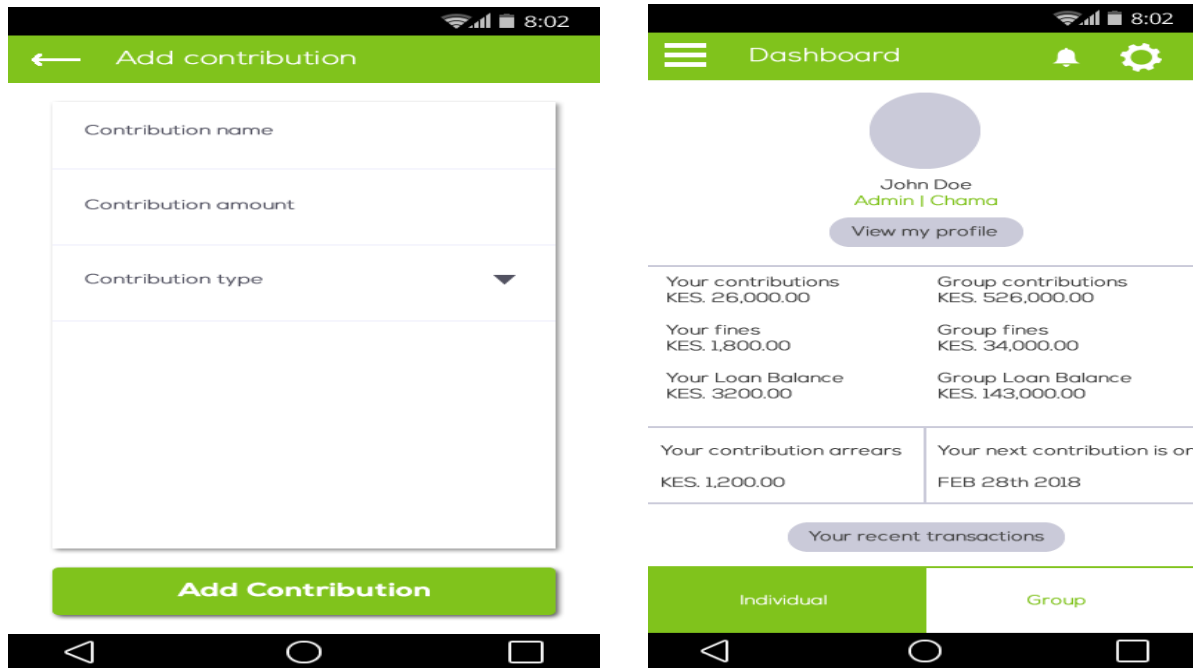 8:02
Add contribution
Contribution name
Contribution amount
Contribution type
Add Contribution
8:02
Dashboard
John Doe
Admin | Chama
View my profile
Your contributions
KES. 26,000.00
Group contributions
KES. 526,000.00
Your fines
KES. 1,800.00
Group fines
KES. 34,000.00
Your Loan Balance
KES. 3200.00
Group Loan Balance
KES. 143,000.00
Your contribution arrears
KES. 1,200.00
Your next contribution is on
FEB 28th 2018
Your recent transactions
Individual
Group